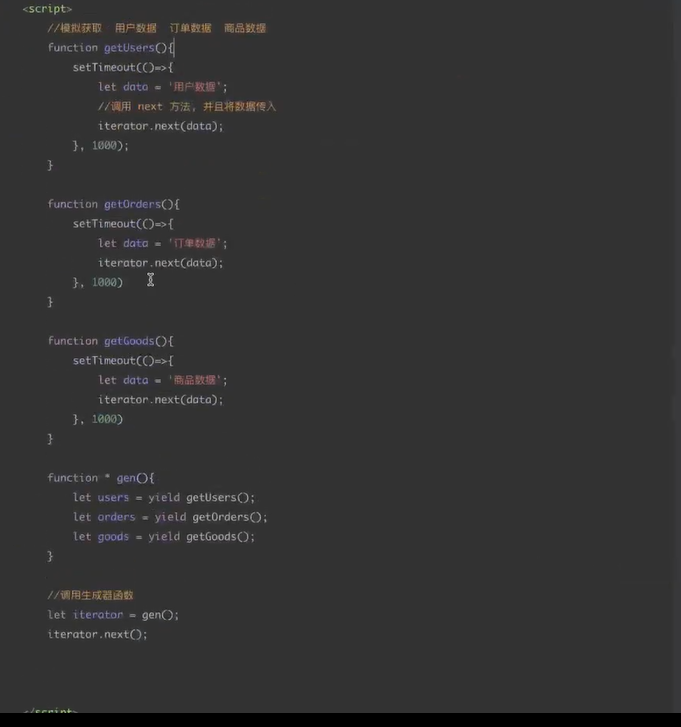 <script>
//模拟获取  用户数据  订单数据  商品数据
function getUsers(){
setTimeout(()=>{
let data = '用户数据';
//调用 next 方法, 并且将数据传入
iterator.next(data);
}, 1000);
}
function getOrders(){
setTimeout(()=>{
let data = '订单数据';
iterator.next(data);
}, 1000)
}
function getGoods(){
setTimeout(()=>{
let data = '商品数据';
iterator.next(data);
}, 1000)
}
function * gen(){
let users = yield getUsers();
let orders = yield getOrders();
let goods = yield getGoods();
}
//调用生成器函数
let iterator = gen();
iterator.next();
</script>